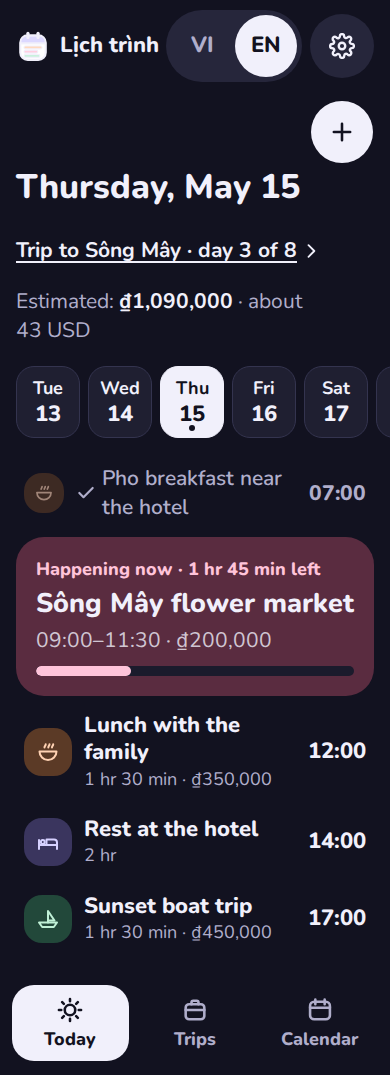 Lịch trình
VI
EN
Thursday, May 15
Trip to Sông Mây · day 3 of 8
Estimated: ₫1,090,000 · about
43 USD
Tue
13
Wed
14
Thu
15
Fri
16
Sat
17
Pho breakfast near
the hotel
07:00
Happening now · 1 hr 45 min left
Sông Mây flower market
09:00–11:30 · ₫200,000
Lunch with the
family
1 hr 30 min · ₫350,000
12:00
Rest at the hotel
2 hr
14:00
Sunset boat trip
1 hr 30 min · ₫450,000
17:00
Today
Trips
Calendar